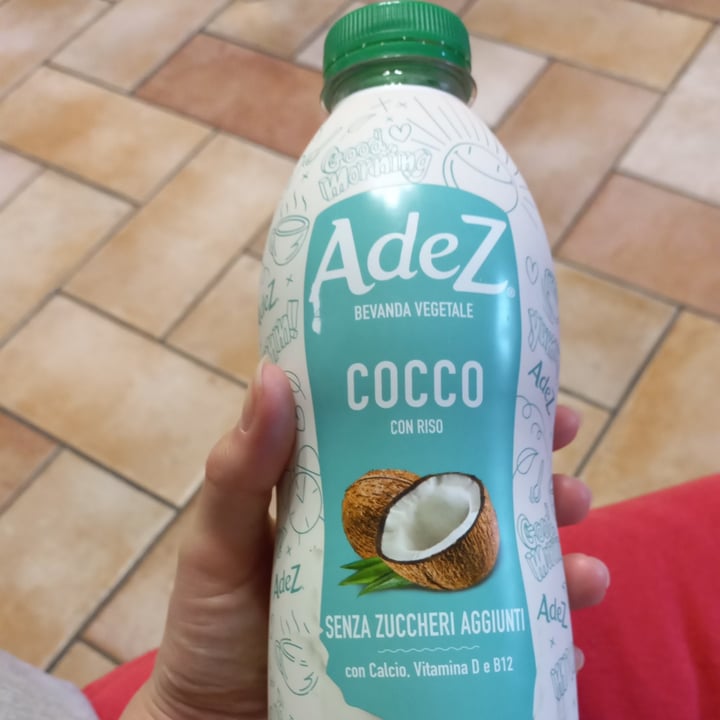 Good
Morning
AdeZ
BEVANDA VEGETALE
COCCO
CON RISO
SENZA ZUCCHERI AGGIUNTI
con Calcio, Vitamina D e B12
AdeZ
AdeZ
AdeZ